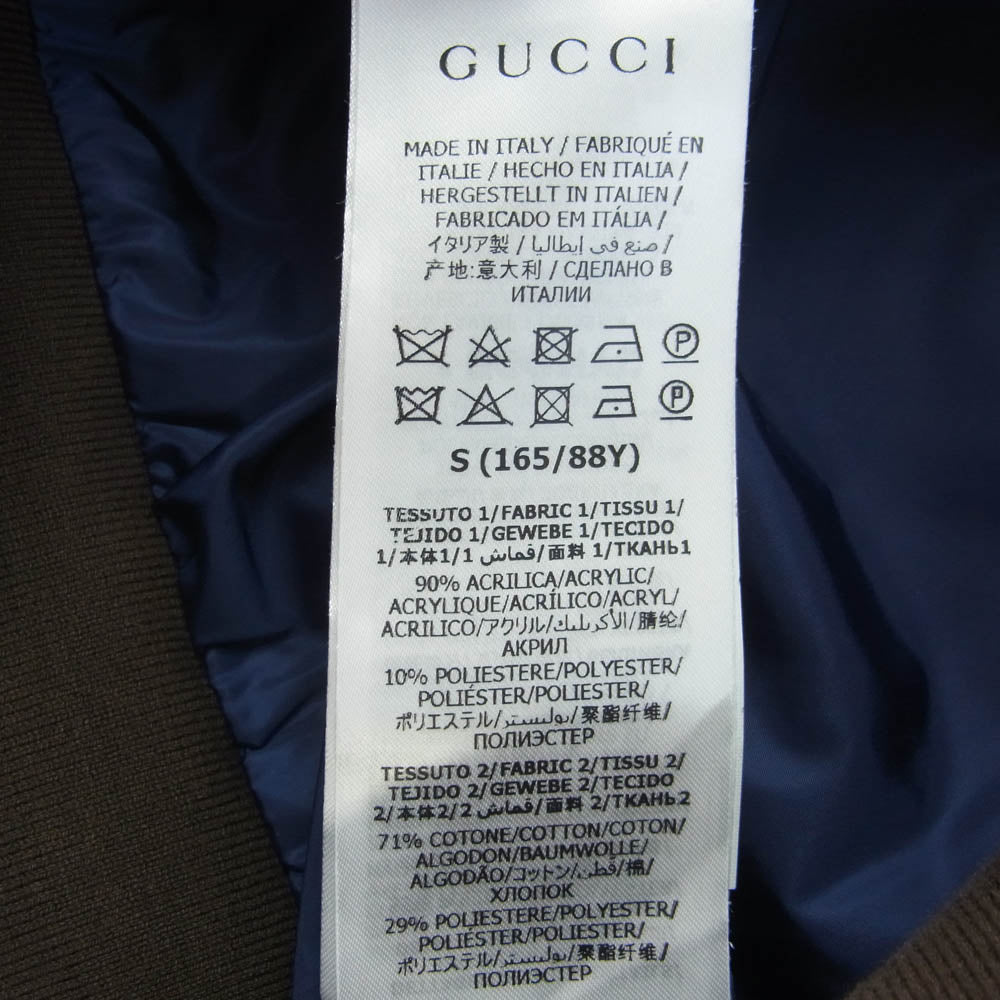 GUCCI
MADE IN ITALY / FABRIQUÉ EN
ITALIE / HECHO EN ITALIA /
HERGESTELLT IN ITALIEN /
FABRICADO EM ITÁLIA /
イタリア製 / صنع في إيطاليا /
产地:意大利 / СДЕЛАНО В
ИТАЛИИ
P
P
S (165/88Y)
TESSUTO 1/FABRIC 1/TISSU 1/
TEJIDO 1/GEWEBE 1/TECIDO
1/本体1/1 قماش/面料 1/ТКАНЬ1
90% ACRILICA/ACRYLIC/
ACRYLIQUE/ACRÍLICO/ACRYL/
ACRILICO/アクリル/الأكريليك/腈纶/
АКРИЛ
10% POLIESTERE/POLYESTER/
POLIÉSTER/POLIESTER/
ポリエステル/بوليستر/聚酯纤维/
ПОЛИЭСТЕР
TESSUTO 2/FABRIC 2/TISSU 2/
TEJIDO 2/GEWEBE 2/TECIDO
2/本体2/2 قماش/面料 2/ТКАНЬ2
71% COTONE/COTTON/COTON/
ALGODON/BAUMWOLLE/
ALGODÃO/コットン/قطن/棉/
ХЛОПОК
29% POLIESTERE/POLYESTER/
POLIÉSTER/POLIESTER/
ポリエステル/بوليستر/聚酯纤维/
ПОЛИЭСТЕР